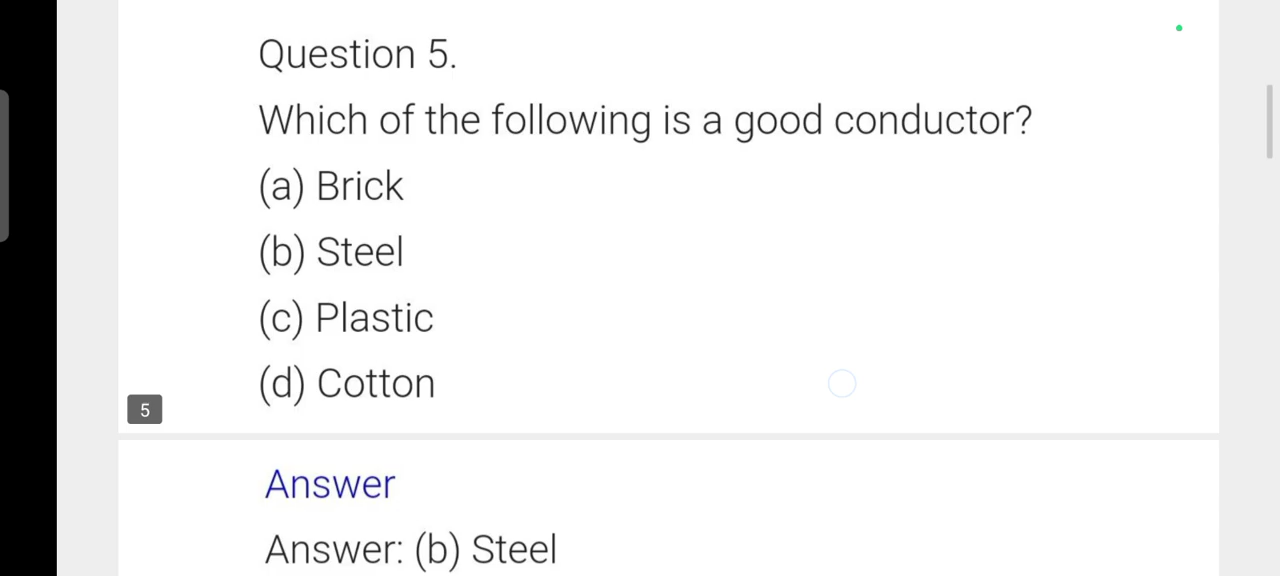 Question 5.
Which of the following is a good conductor?
(a) Brick
(b) Steel
(c) Plastic
(d) Cotton
5
Answer
Answer: (b) Steel